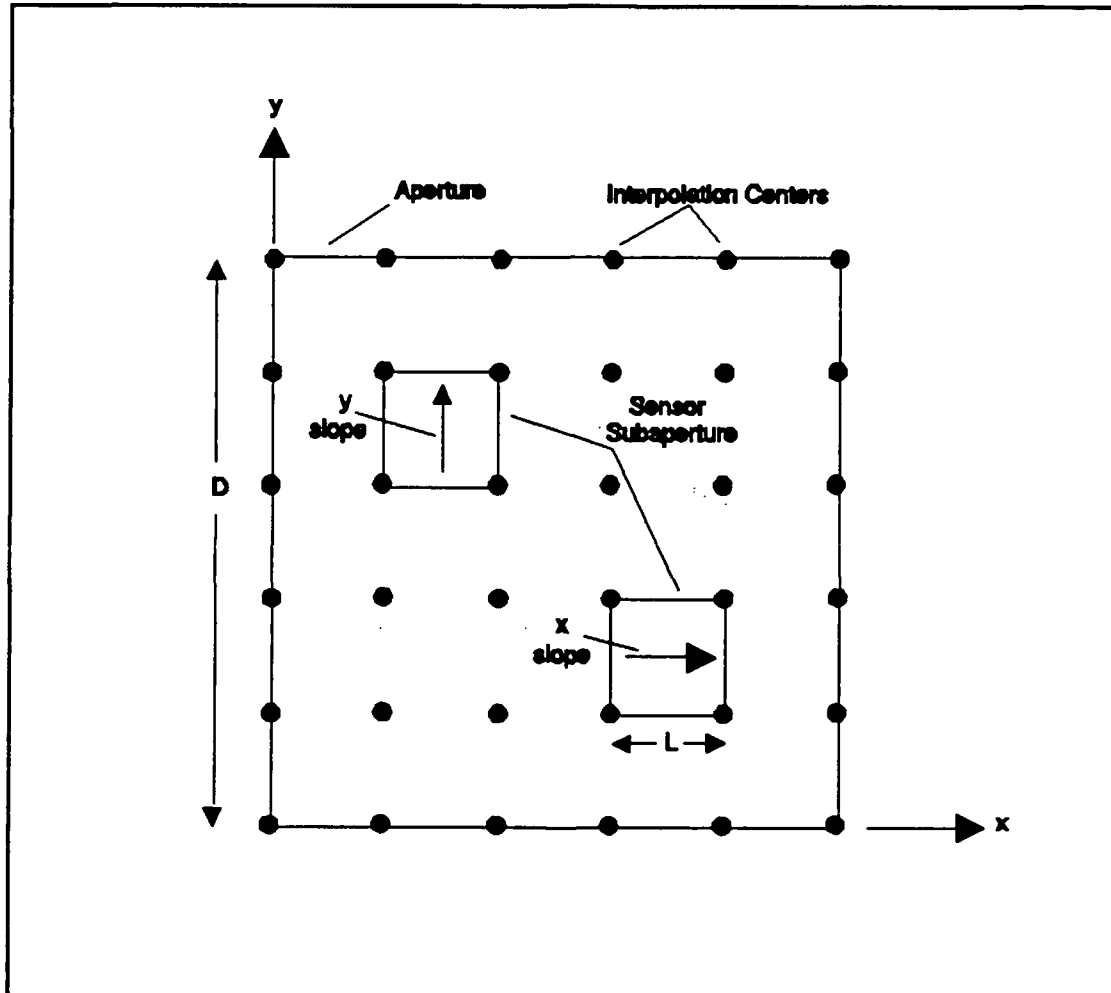 y
Aperture
Interpolation Centers
y
slope
Sensor
Subaperture
D
x
slope
L
x